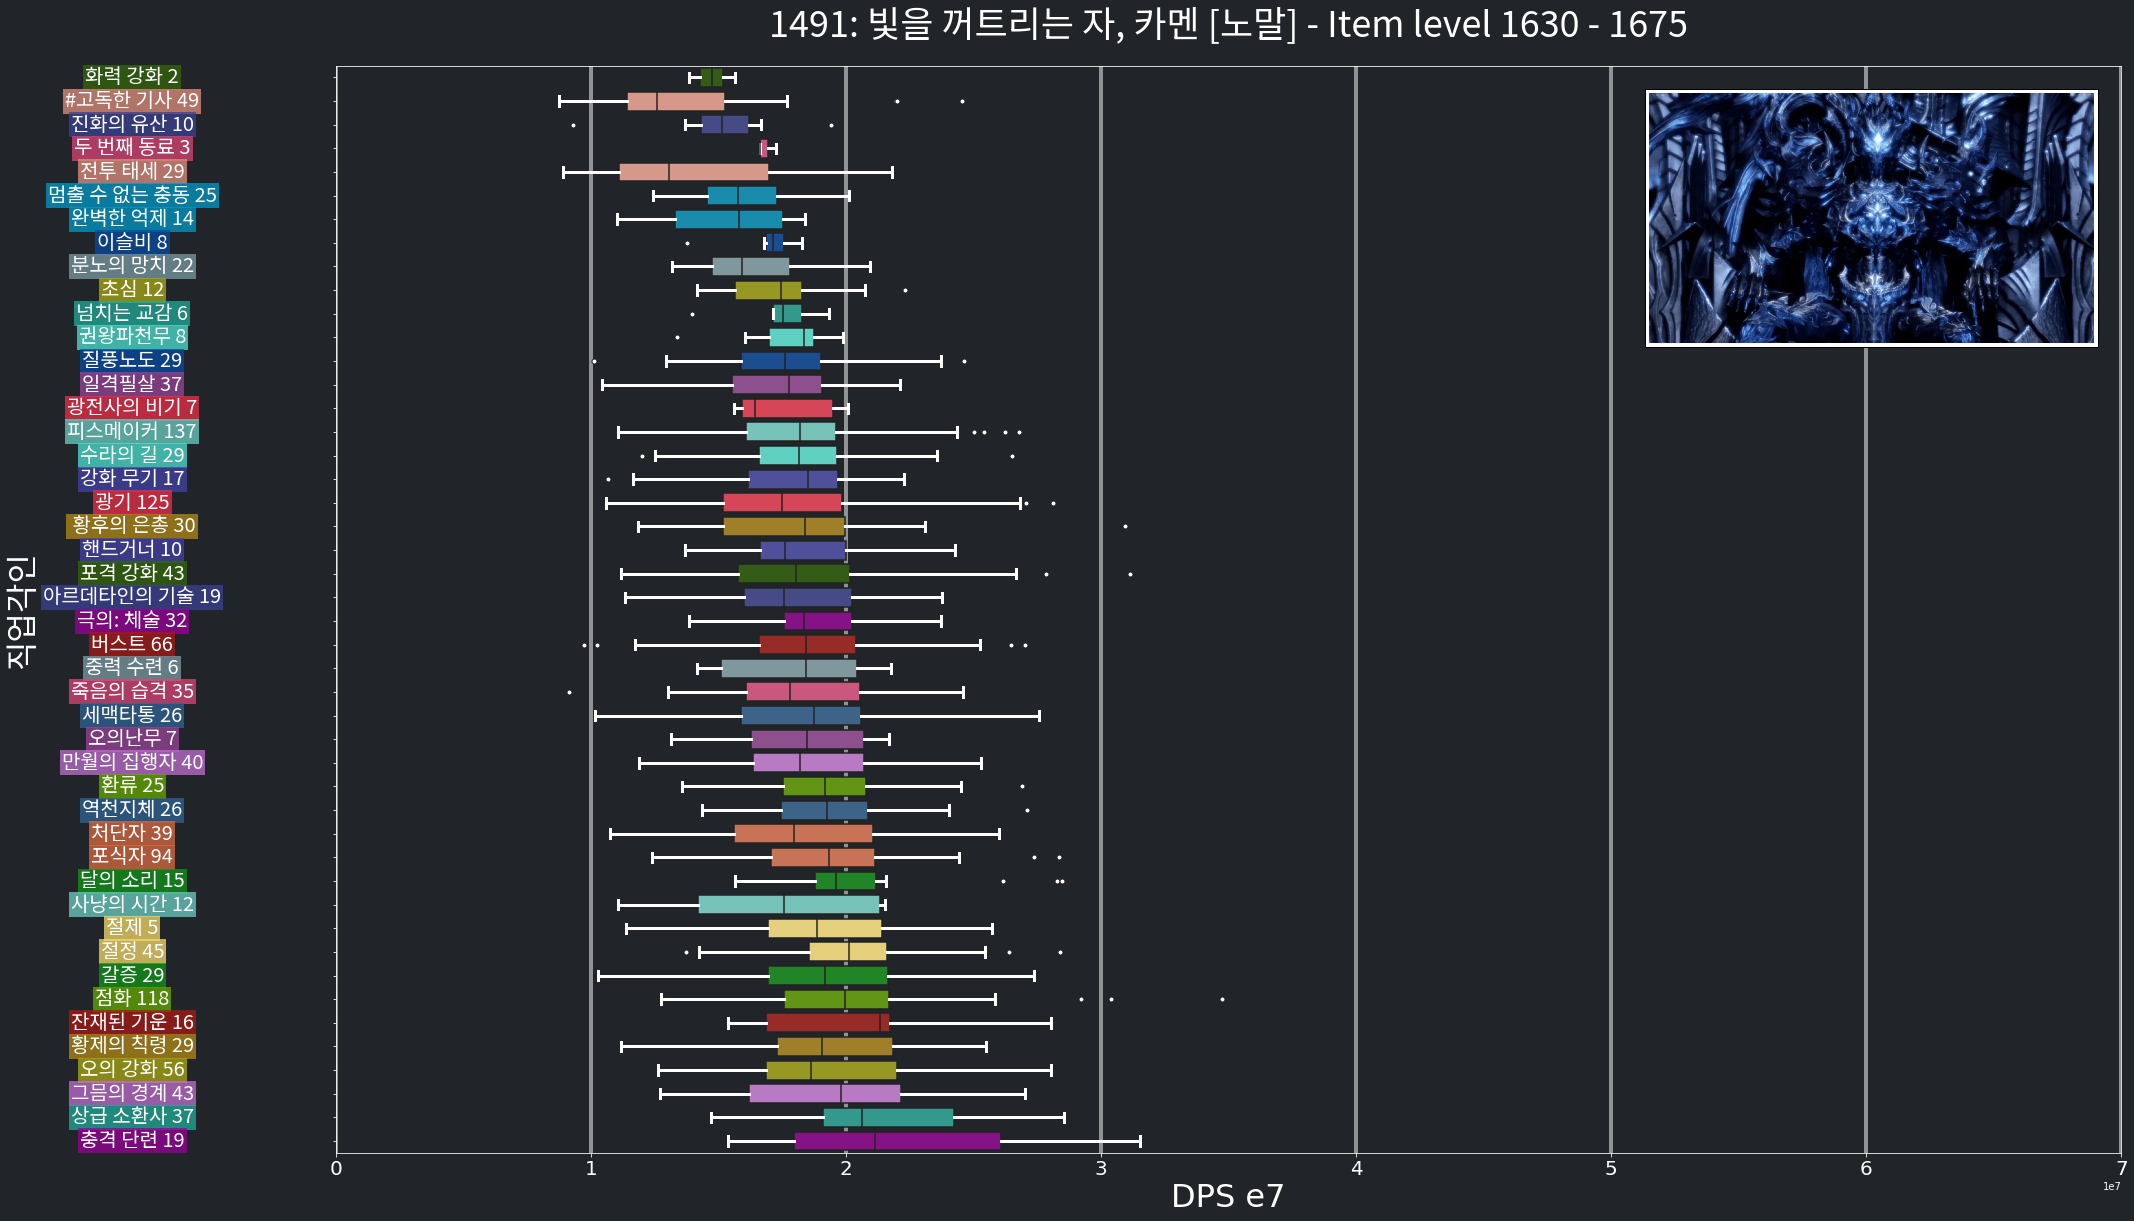 1491: 빛을 꺼트리는 자, 카멘 [노말] - Item level 1630 - 1675
직업각인
화력 강화 2
#고독한 기사 49
진화의 유산 10
두 번째 동료 3
전투 태세 29
멈출 수 없는 충동 25
완벽한 억제 14
이슬비 8
분노의 망치 22
초심 12
넘치는 교감 6
권왕파천무 8
질풍노도 29
일격필살 37
광전사의 비기 7
피스메이커 137
수라의 길 29
강화 무기 17
광기 125
황후의 은총 30
핸드거너 10
포격 강화 43
아르데타인의 기술 19
극의: 체술 32
버스트 66
중력 수련 6
죽음의 습격 35
세맥타통 26
오의난무 7
만월의 집행자 40
환류 25
역천지체 26
처단자 39
포식자 94
달의 소리 15
사냥의 시간 12
절제 5
절정 45
갈증 29
점화 118
잔재된 기운 16
황제의 칙령 29
오의 강화 56
그믐의 경계 43
상급 소환사 37
충격 단련 19
0 1 2 3 4 5 6 7
1e7
DPS e7